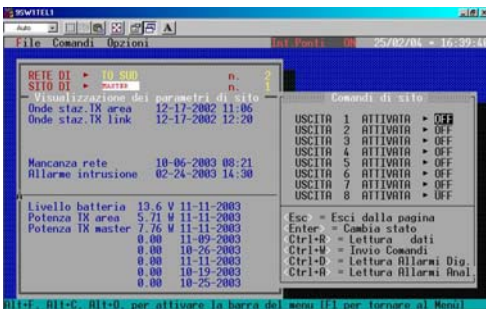 95WITEL1
Auto
A
File Comandi Opzioni Int Ponti ON 25/02/04 - 16:39:4
RETE DI ► TO SUD n. 2
SITO DI ► MASTER n. 1
Visualizzazione dei parametri di sito
Onde staz.TX area 12-17-2002 11:06
Onde staz.TX link 12-17-2002 12:20
Mancanza rete 10-06-2003 08:21
Allarme intrusione 02-24-2003 14:30
Livello batteria 13.6 V 11-11-2003
Potenza TX area 5.71 W 11-11-2003
Potenza TX master 7.76 W 11-11-2003
0.00 11-09-2003
0.00 10-26-2003
0.00 11-11-2003
0.00 10-19-2003
0.00 10-25-2003
Comandi di sito
USCITA 1 ATTIVATA ► OFF
USCITA 2 ATTIVATA ► OFF
USCITA 3 ATTIVATA ► OFF
USCITA 4 ATTIVATA ► OFF
USCITA 5 ATTIVATA ► OFF
USCITA 6 ATTIVATA ► OFF
USCITA 7 ATTIVATA ► OFF
USCITA 8 ATTIVATA ► OFF
<Esc> = Esci dalla pagina
<Enter> = Cambia stato
<Ctrl+R> = Lettura dati
<Ctrl+W> = Invio Comandi
<Ctrl+D> = Lettura Allarmi Dig.
<Ctrl+A> = Lettura Allarmi Anal
Alt+F, Alt+C, Alt+O, per attivare la barra del menu [F1 per tornare al Menù]